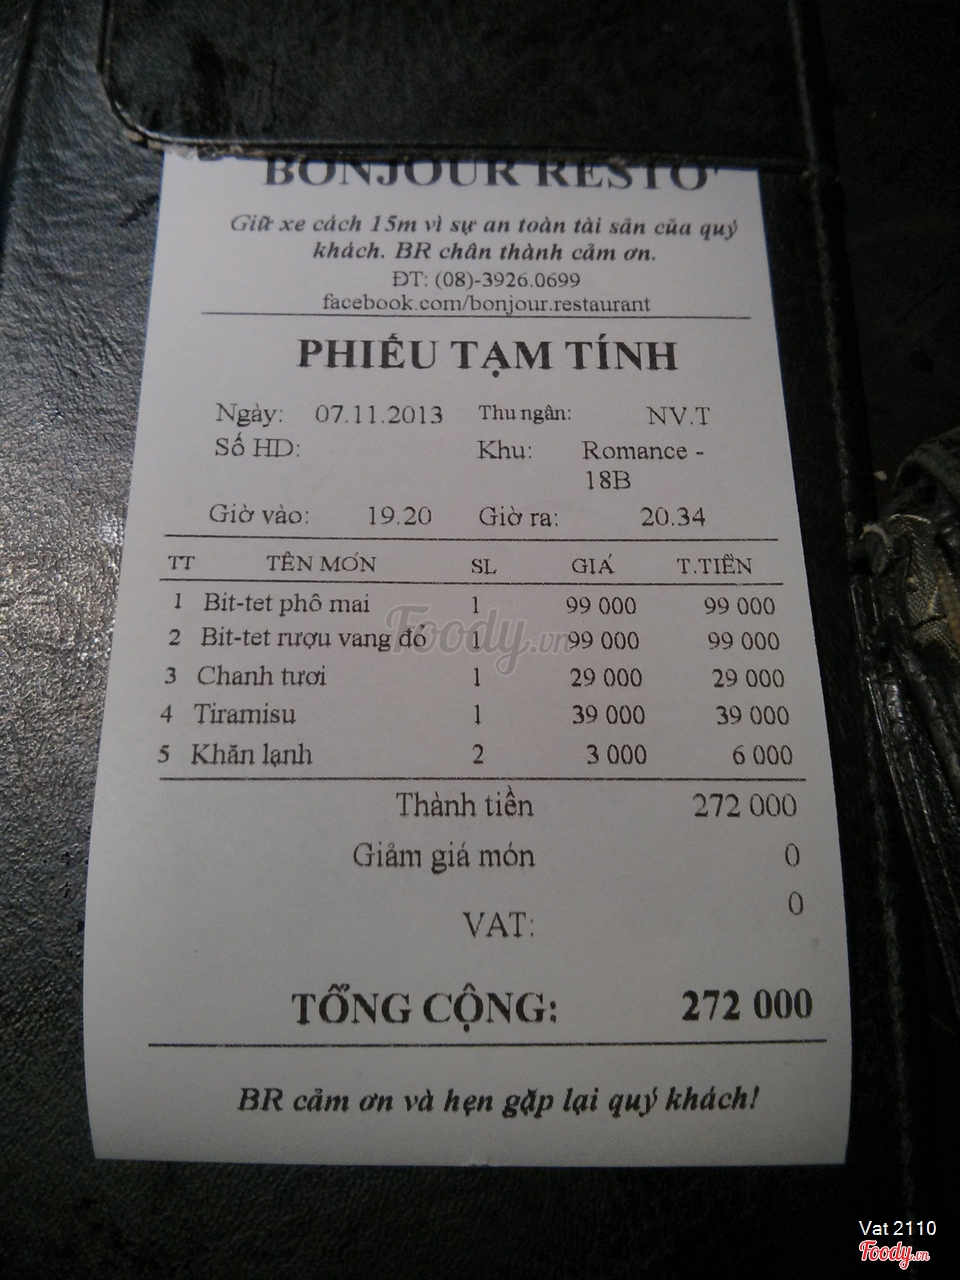 BONJOUR RESTO'
Giữ xe cách 15m vì sự an toàn tài sản của quý
khách. BR chân thành cảm ơn.
ĐT: (08)-3926.0699
facebook.com/bonjour.restaurant
PHIẾU TẠM TÍNH
Ngày: 07.11.2013 Thu ngân: NV.T
Số HD: Khu: Romance -
18B
Giờ vào: 19.20 Giờ ra: 20.34
TT TÊN MÓN SL GIÁ T.TIỀN
1 Bit-tet phô mai 1 99 000 99 000
2 Bit-tet rượu vang đỏ 1 99 000 99 000
3 Chanh tươi 1 29 000 29 000
4 Tiramisu 1 39 000 39 000
5 Khăn lạnh 2 3 000 6 000
Foody.vn
Thành tiền 272 000
Giảm giá món 0
VAT: 0
TỔNG CỘNG: 272 000
BR cảm ơn và hẹn gặp lại quý khách!
Vat 2110
Foody.vn